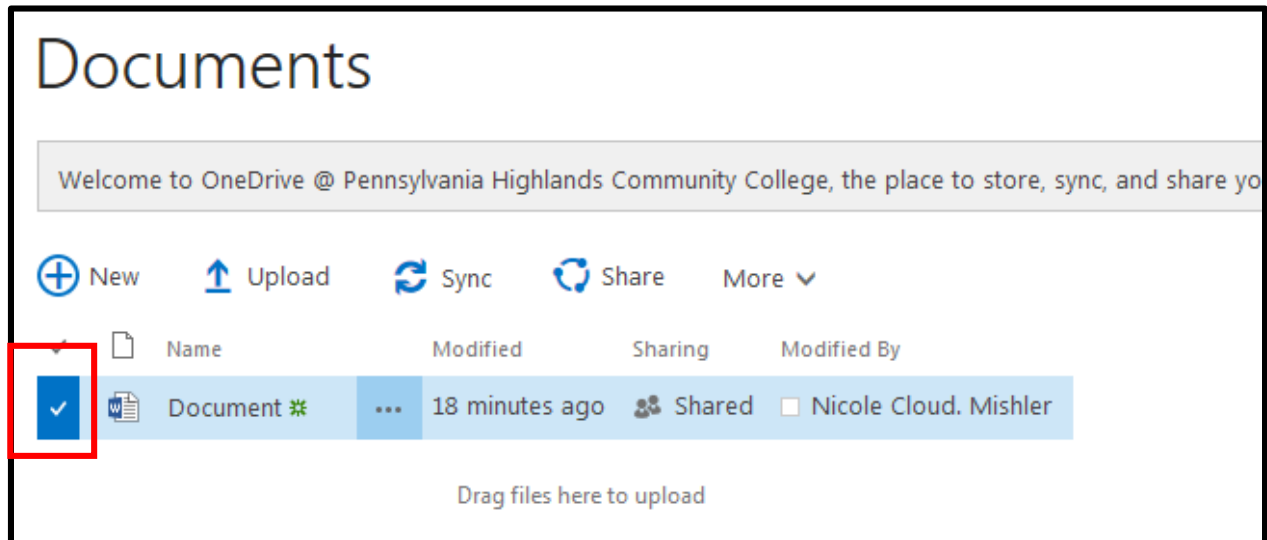 Documents
Welcome to OneDrive @ Pennsylvania Highlands Community College, the place to store, sync, and share yo
New Upload Sync Share More
Name Modified Sharing Modified By
Document ... 18 minutes ago Shared Nicole Cloud. Mishler
Drag files here to upload